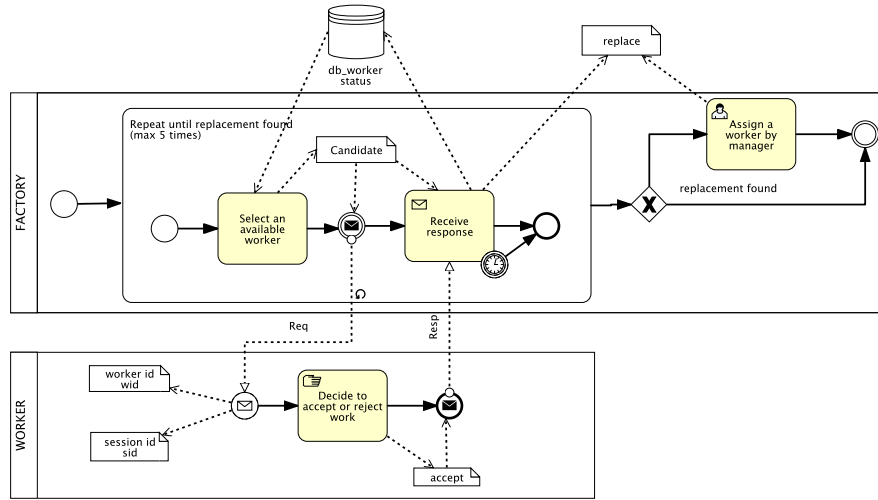 db_worker
status
replace
FACTORY
Repeat until replacement found
(max 5 times)
Candidate
Select an
available
worker
Receive
response
Assign a
worker by
manager
X
replacement found
Req
Resp
WORKER
worker id
wid
session id
sid
Decide to
accept or reject
work
accept